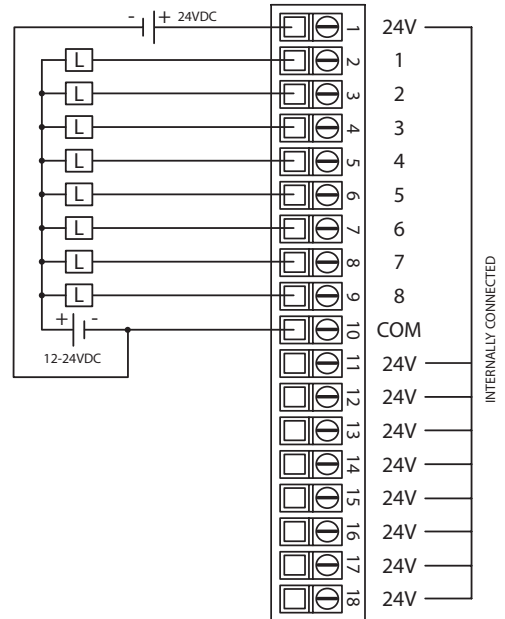 - + 24VDC 1 24V
L 2 1
L 3 2
L 4 3
L 5 4
L 6 5
L 7 6
L 8 7
L 9 8
+ - 10 COM
12-24VDC
11 24V
12 24V
13 24V
14 24V
15 24V
16 24V
17 24V
18 24V
INTERNALLY CONNECTED